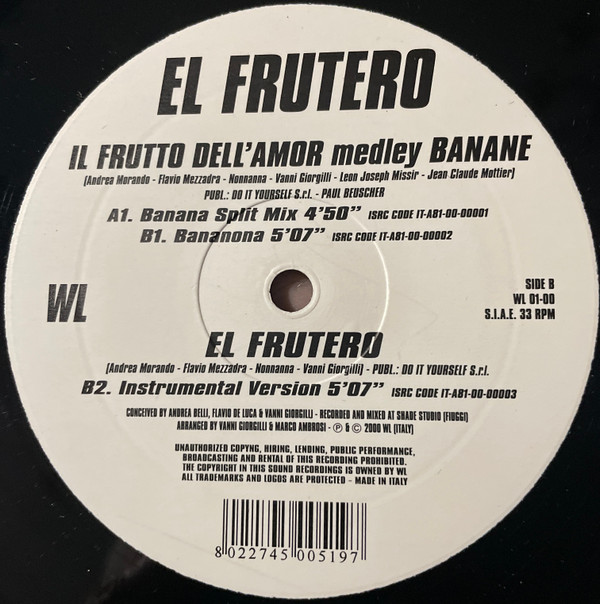 EL FRUTERO
IL FRUTTO DELL'AMOR medley BANANE
(Andrea Morando - Flavio Mezzadra - Nonnanna - Vanni Giorgilli - Leon Joseph Missir - Jean Claude Mottier)
PUBL.: DO IT YOURSELF S.r.l. - PAUL BEUSCHER
A1. Banana Split Mix 4'50" ISRC CODE IT-A81-00-00001
B1. Bananona 5'07" ISRC CODE IT-A81-00-00002
WL
SIDE B
WL 01-00
S.I.A.E. 33 RPM
EL FRUTERO
(Andrea Morando - Flavio Mezzadra - Nonnanna - Vanni Giorgilli) - PUBL.: DO IT YOURSELF S.r.l.
B2. Instrumental Version 5'07" ISRC CODE IT-A81-00-00003
CONCEIVED BY ANDREA BELLI, FLAVIO DE LUCA & VANNI GIORGILLI - RECORDED AND MIXED AT SHADE STUDIO (FIUGGI)
ARRANGED BY VANNI GIORGILLI & MARCO AMBROSI - ℗ & © 2000 WL (ITALY)
UNAUTHORIZED COPYNG, HIRING, LENDING, PUBLIC PERFORMANCE,
BROADCASTING AND RENTAL OF THIS RECORDING PROHIBITED.
THE COPYRIGHT IN THIS SOUND RECORDINGS IS OWNED BY WL
ALL TRADEMARKS AND LOGOS ARE PROTECTED - MADE IN ITALY
8 022745 005197